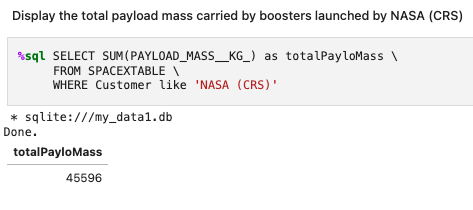 Display the total payload mass carried by boosters launched by NASA (CRS)
%sql SELECT SUM(PAYLOAD_MASS__KG_) as totalPayloMass \
FROM SPACEXTABLE \
WHERE Customer like 'NASA (CRS)'
* sqlite:///my_data1.db
Done.
totalPayloMass
45596